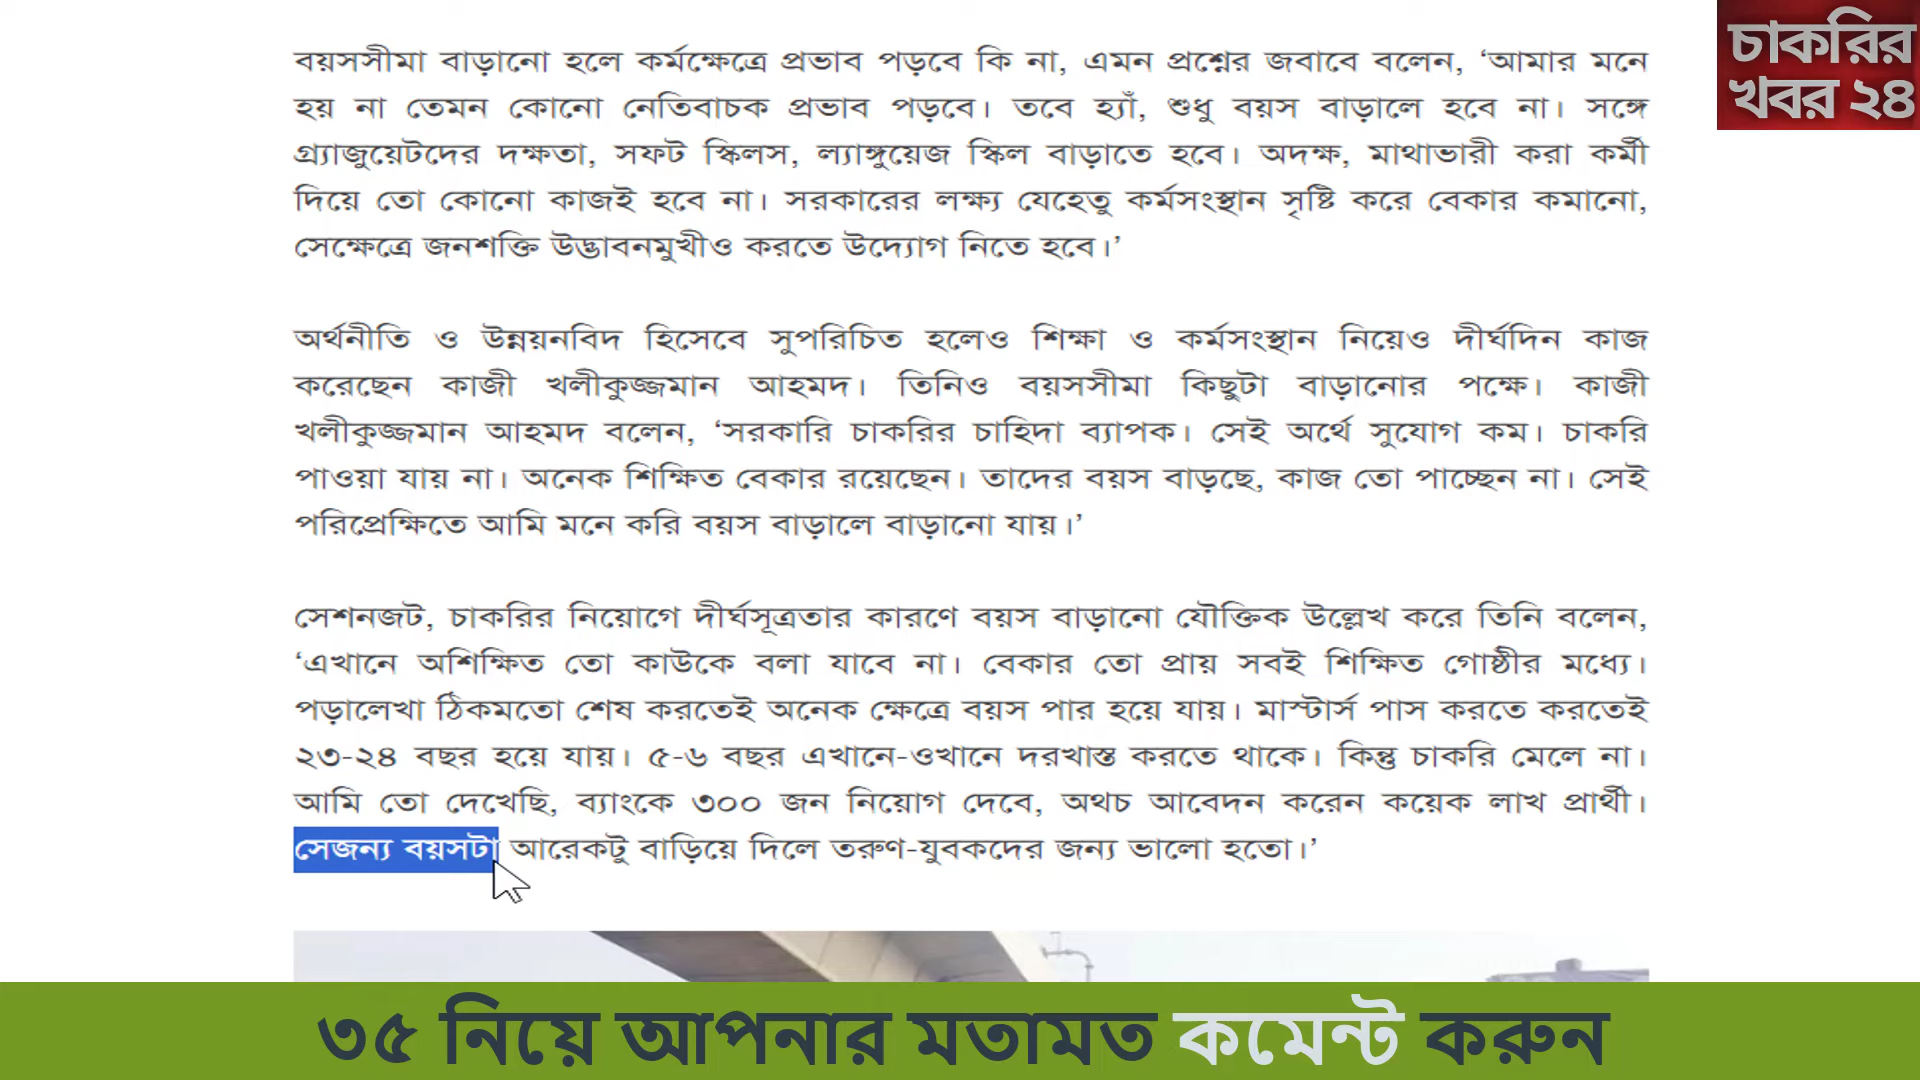 চাকরির
খবর ২৪
বয়সসীমা বাড়ানো হলে কর্মক্ষেত্রে প্রভাব পড়বে কি না, এমন প্রশ্নের জবাবে বলেন, ‘আমার মনে
হয় না তেমন কোনো নেতিবাচক প্রভাব পড়বে। তবে হ্যাঁ, শুধু বয়স বাড়ালে হবে না। সঙ্গে
গ্র্যাজুয়েটদের দক্ষতা, সফট স্কিলস, ল্যাঙ্গুয়েজ স্কিল বাড়াতে হবে। অদক্ষ, মাথাভারী করা কর্মী
দিয়ে তো কোনো কাজই হবে না। সরকারের লক্ষ্য যেহেতু কর্মসংস্থান সৃষ্টি করে বেকার কমানো,
সেক্ষেত্রে জনশক্তি উদ্ভাবনমুখীও করতে উদ্যোগ নিতে হবে।’
অর্থনীতি ও উন্নয়নবিদ হিসেবে সুপরিচিত হলেও শিক্ষা ও কর্মসংস্থান নিয়েও দীর্ঘদিন কাজ
করেছেন কাজী খলীকুজ্জমান আহমদ। তিনিও বয়সসীমা কিছুটা বাড়ানোর পক্ষে। কাজী
খলীকুজ্জমান আহমদ বলেন, ‘সরকারি চাকরির চাহিদা ব্যাপক। সেই অর্থে সুযোগ কম। চাকরি
পাওয়া যায় না। অনেক শিক্ষিত বেকার রয়েছেন। তাদের বয়স বাড়ছে, কাজ তো পাচ্ছেন না। সেই
পরিপ্রেক্ষিতে আমি মনে করি বয়স বাড়ালে বাড়ানো যায়।’
সেশনজট, চাকরির নিয়োগে দীর্ঘসূত্রতার কারণে বয়স বাড়ানো যৌক্তিক উল্লেখ করে তিনি বলেন,
‘এখানে অশিক্ষিত তো কাউকে বলা যাবে না। বেকার তো প্রায় সবই শিক্ষিত গোষ্ঠীর মধ্যে।
পড়ালেখা ঠিকমতো শেষ করতেই অনেক ক্ষেত্রে বয়স পার হয়ে যায়। মাস্টার্স পাস করতে করতেই
২৩-২৪ বছর হয়ে যায়। ৫-৬ বছর এখানে-ওখানে দরখাস্ত করতে থাকে। কিন্তু চাকরি মেলে না।
আমি তো দেখেছি, ব্যাংকে ৩০০ জন নিয়োগ দেবে, অথচ আবেদন করেন কয়েক লাখ প্রার্থী।
সেজন্য বয়সটা আরেকটু বাড়িয়ে দিলে তরুণ-যুবকদের জন্য ভালো হতো।’
৩৫ নিয়ে আপনার মতামত কমেন্ট করুন